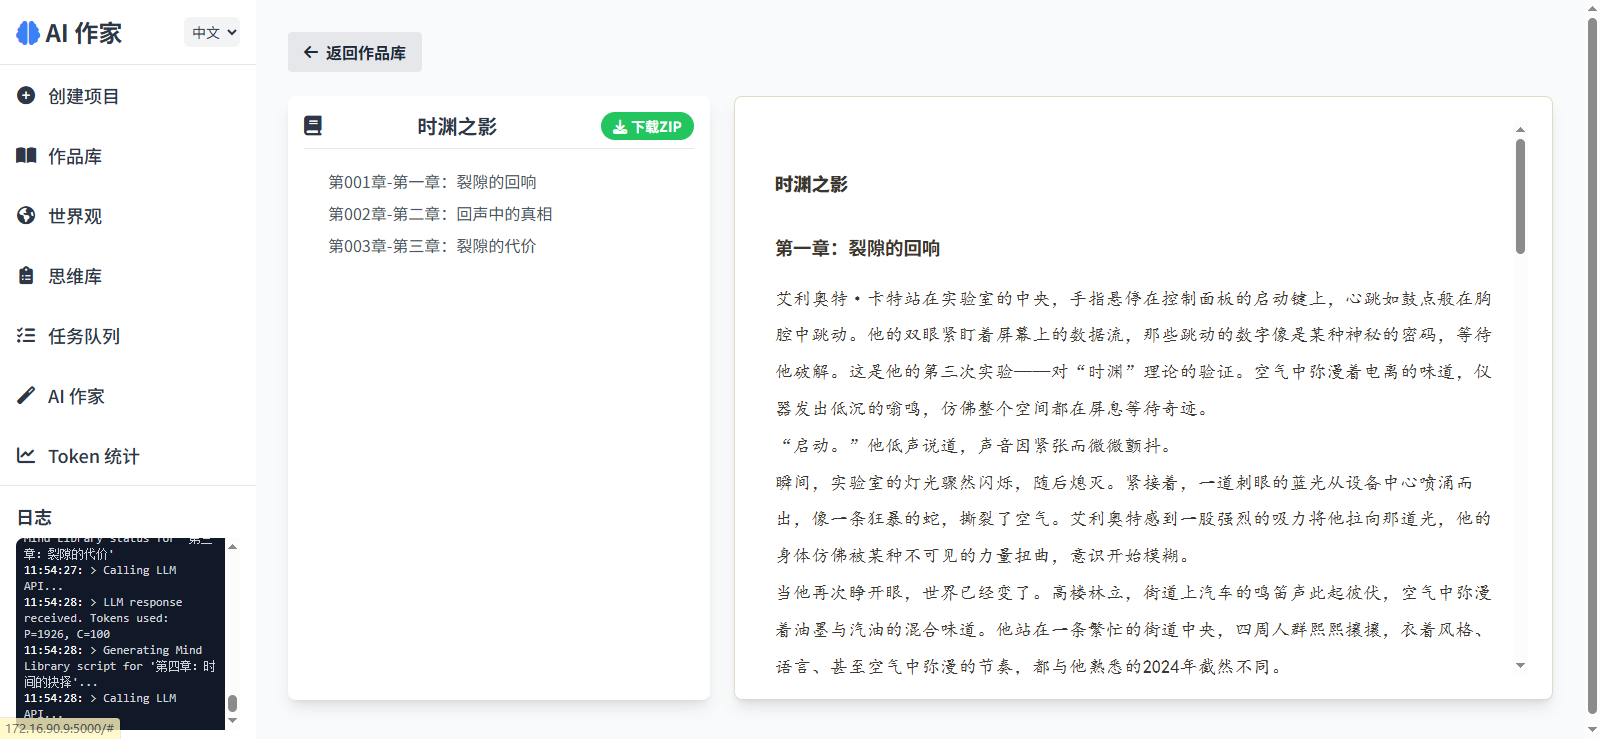 AI 作家
中文
创建项目
作品库
世界观
思维库
任务队列
AI 作家
Token 统计
日志
Mind Library status for '第三
章：裂隙的代价'
11:54:27: > Calling LLM
API...
11:54:28: > LLM response
received. Tokens used:
P=1926, C=100
11:54:28: > Generating Mind
Library script for '第四章：时
间的抉择'...
11:54:28: > Calling LLM
API...
172.16.90.9:5000/#
返回作品库
时渊之影
下载ZIP
第001章-第一章：裂隙的回响
第002章-第二章：回声中的真相
第003章-第三章：裂隙的代价
时渊之影
第一章：裂隙的回响
艾利奥特·卡特站在实验室的中央，手指悬停在控制面板的启动键上，心跳如鼓点般在胸
腔中跳动。他的双眼紧盯着屏幕上的数据流，那些跳动的数字像是某种神秘的密码，等待
他破解。这是他的第三次实验——对“时渊”理论的验证。空气中弥漫着电离的味道，仪
器发出低沉的嗡鸣，仿佛整个空间都在屏息等待奇迹。
“启动。”他低声说道，声音因紧张而微微颤抖。
瞬间，实验室的灯光骤然闪烁，随后熄灭。紧接着，一道刺眼的蓝光从设备中心喷涌而
出，像一条狂暴的蛇，撕裂了空气。艾利奥特感到一股强烈的吸力将他拉向那道光，他的
身体仿佛被某种不可见的力量扭曲，意识开始模糊。
当他再次睁开眼，世界已经变了。高楼林立，街道上汽车的鸣笛声此起彼伏，空气中弥漫
着油墨与汽油的混合味道。他站在一条繁忙的街道中央，四周人群熙熙攘攘，衣着风格、
语言、甚至空气中弥漫的节奏，都与他熟悉的2024年截然不同。